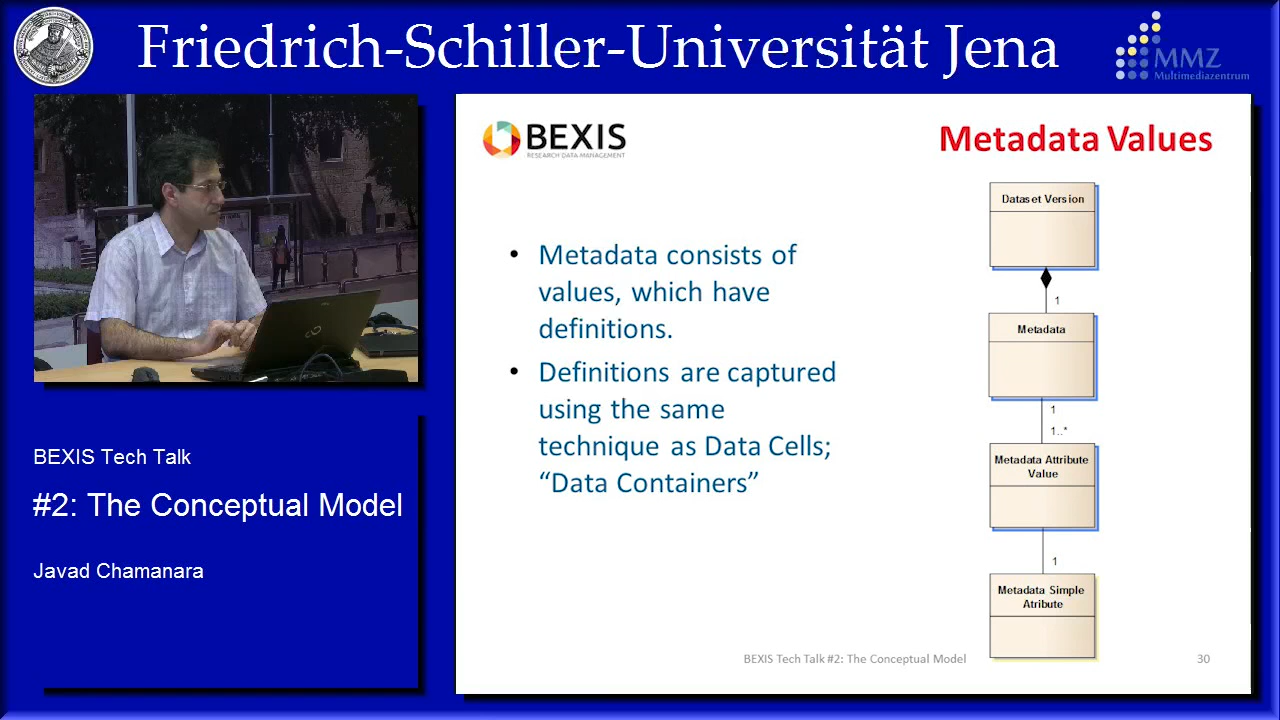 Friedrich-Schiller-Universität Jena
MMZ
Multimediazentrum
BEXIS
RESEARCH DATA MANAGEMENT
Metadata Values
• Metadata consists of
values, which have
definitions.
• Definitions are captured
using the same
technique as Data Cells;
“Data Containers”
Dataset Version
1
Metadata
1
1..*
Metadata Attribute
Value
1
Metadata Simple
Atribute
BEXIS Tech Talk #2: The Conceptual Model
30
BEXIS Tech Talk
#2: The Conceptual Model
Javad Chamanara